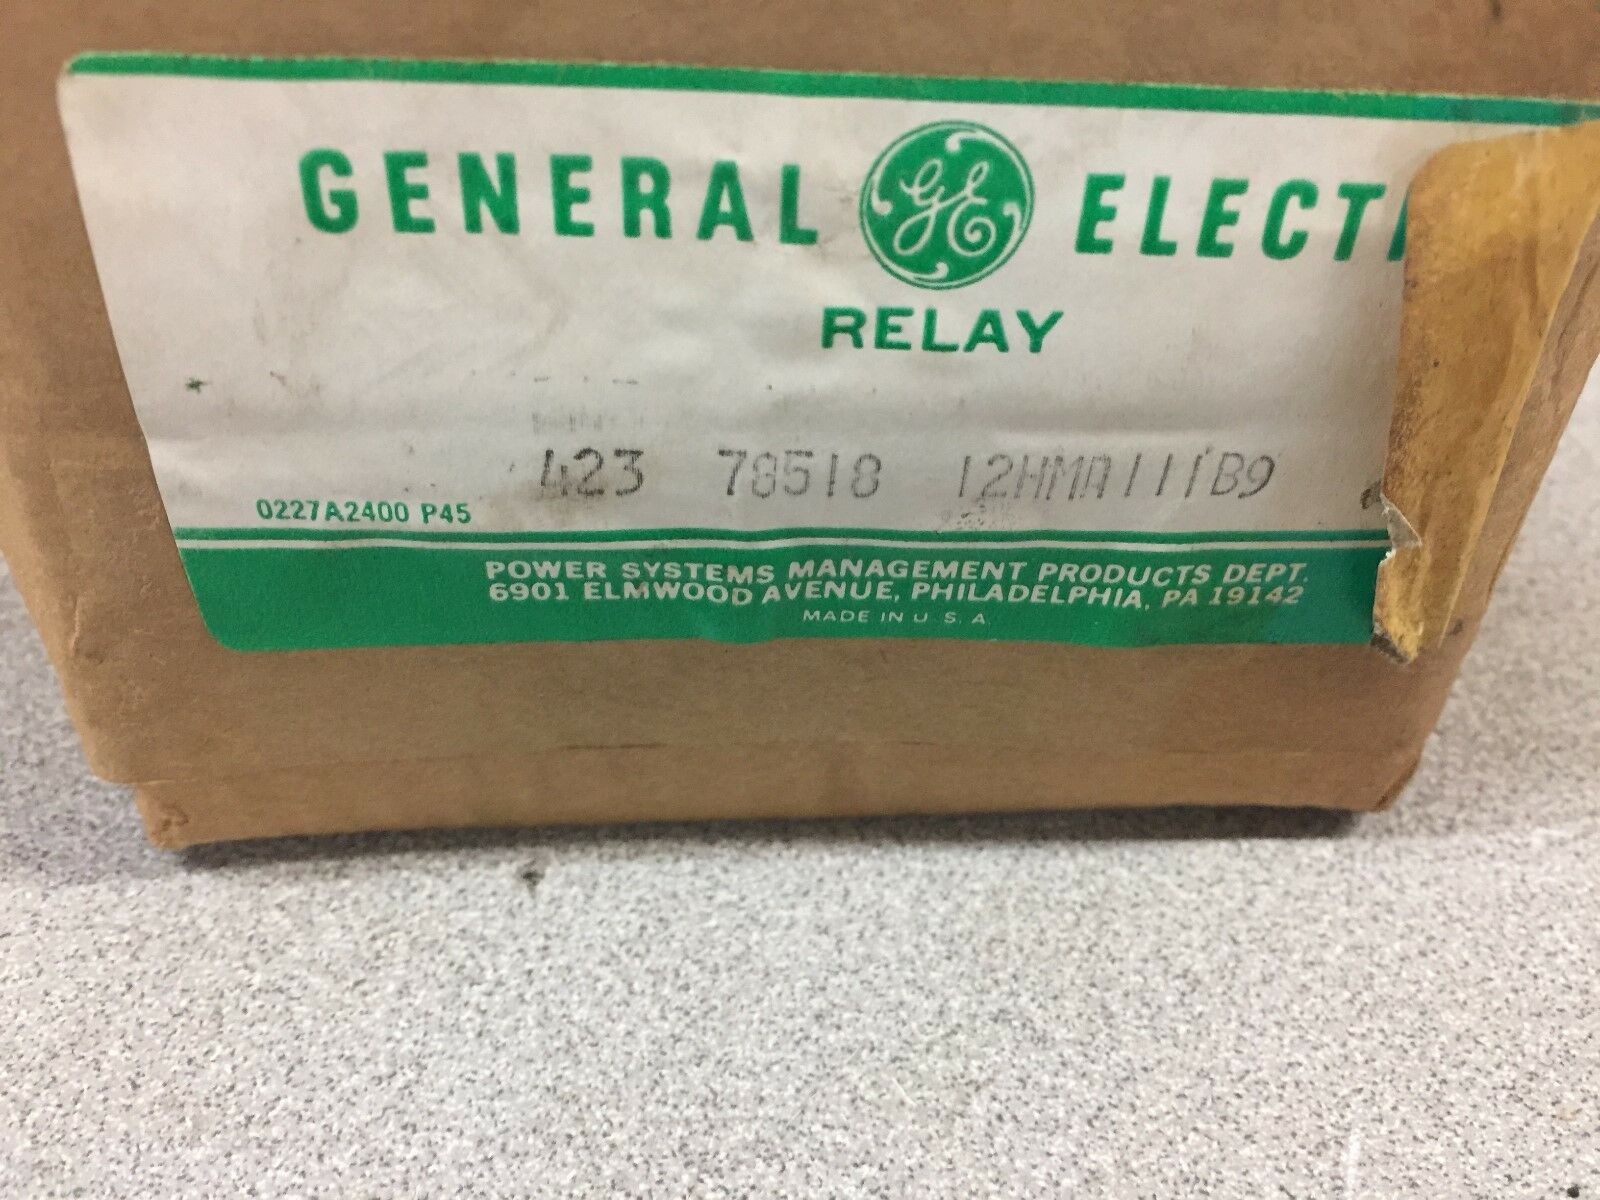 GENERAL GE ELECT
RELAY
423 78518 12HMA111B9
0227A2400 P45
POWER SYSTEMS MANAGEMENT PRODUCTS DEPT.
6901 ELMWOOD AVENUE, PHILADELPHIA, PA 19142
MADE IN U. S. A